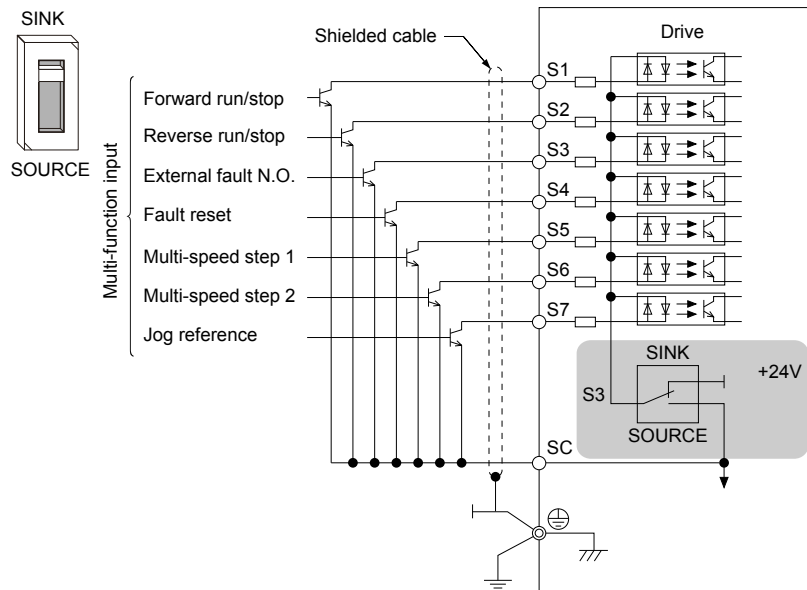 SINK
SOURCE
Shielded cable
Drive
Multi-function input
Forward run/stop
Reverse run/stop
External fault N.O.
Fault reset
Multi-speed step 1
Multi-speed step 2
Jog reference
S1
S2
S3
S4
S5
S6
S7
SINK
+24V
S3
SOURCE
SC